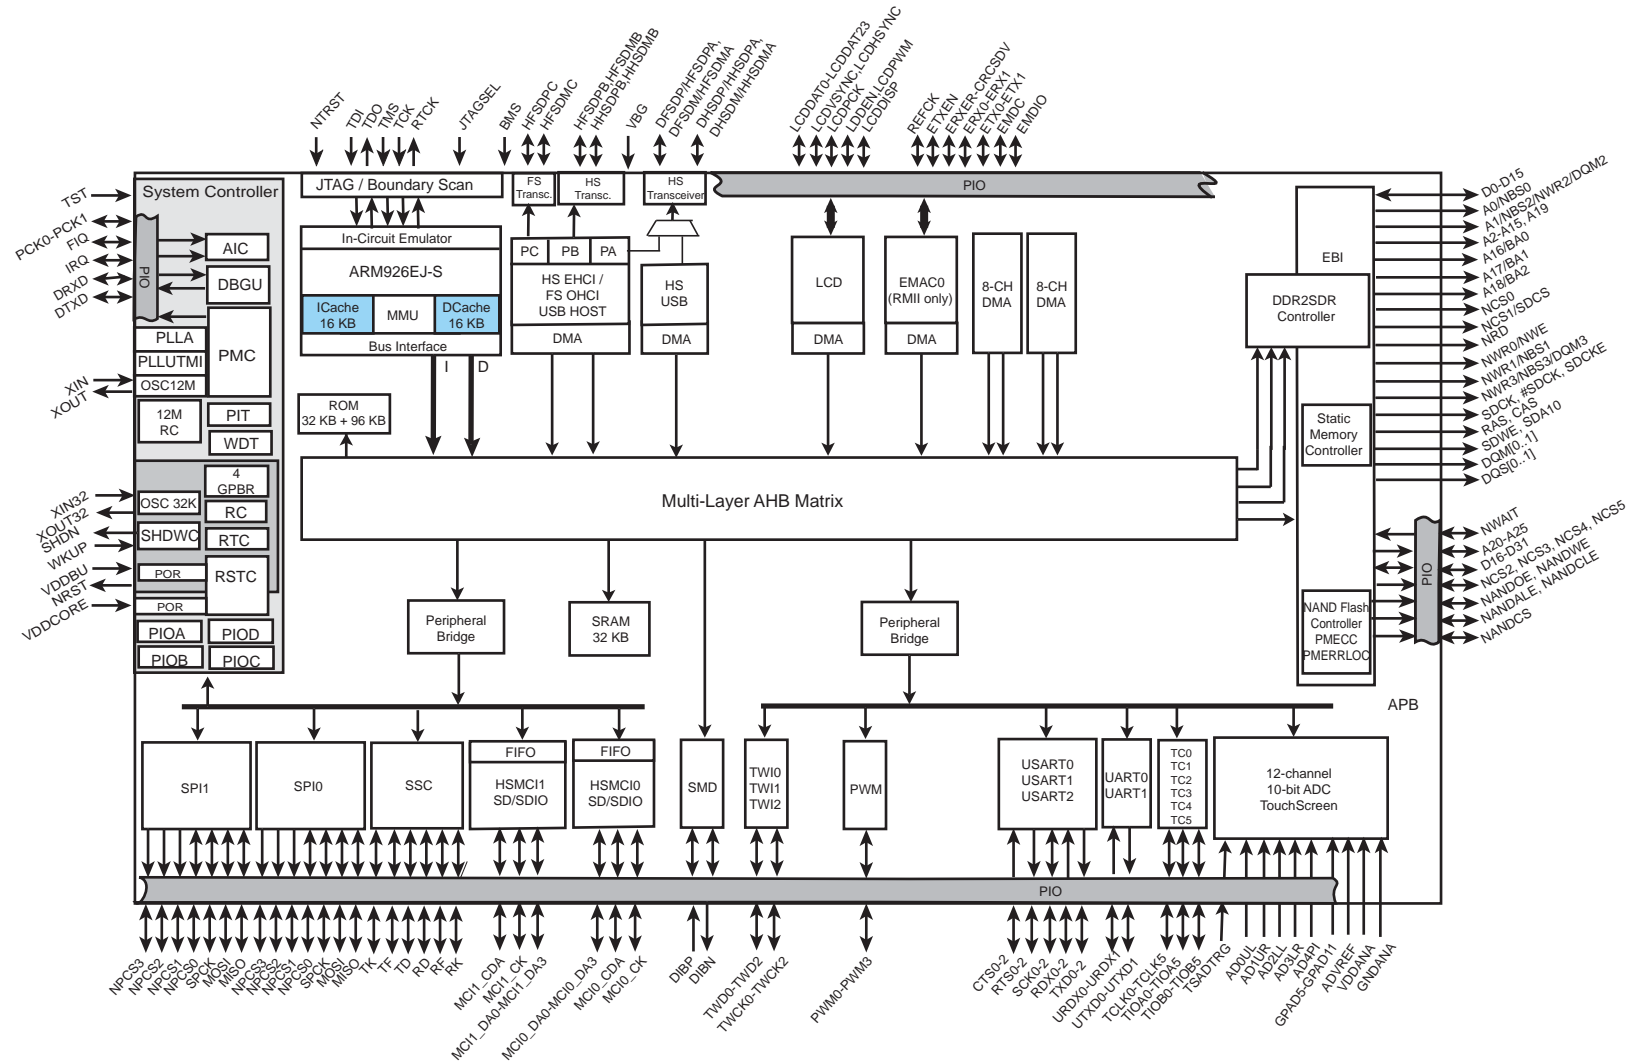 NTRST
TDI
TDO
TMS
TCK
RTCK
JTAGSEL
BMS
HFSDPC
HFSDMC
HFSDPB,HFSDMB
HHSDPB,HHSDMB
VBG
DFSDP/HFSDPA,
DFSDM/HFSDMA
DHSDP/HHSDPA,
DHSDM/HHSDMA
LCDDAT0-LCDDAT23
LCDVSYNC,LCDHSYNC
LCDPCK
LDDEN,LCDPWM
LCDDISP
REFCK
ETXEN
ERXER-CRCSDV
ERX0-ERX1
ETX0-ETX1
EMDC
EMDIO
TST
PCK0-PCK1
FIQ
IRQ
DRXD
DTXD
XIN
XOUT
XIN32
XOUT32
SHDN
WKUP
VDDBU
NRST
VDDCORE
System Controller
PIO
AIC
DBGU
PLLA
PLLUTMI
OSC12M
PMC
12M
RC
PIT
WDT
4
GPBR
OSC 32K
RC
SHDWC
RTC
POR
RSTC
POR
PIOA
PIOD
PIOB
PIOC
JTAG / Boundary Scan
In-Circuit Emulator
ARM926EJ-S
ICache
16 KB
MMU
DCache
16 KB
Bus Interface
I
D
ROM
32 KB + 96 KB
FS
Transc.
HS
Transc.
HS
Transceiver
PC
PB
PA
HS EHCI /
FS OHCI
USB HOST
DMA
HS
USB
DMA
PIO
LCD
DMA
EMAC0
(RMII only)
DMA
8-CH
DMA
8-CH
DMA
EBI
DDR2SDR
Controller
Static
Memory
Controller
NAND Flash
Controller
PMECC
PMERRLOC
PIO
D0-D15
A0/NBS0
A1/NBS2/NWR2/DQM2
A2-A15, A19
A16/BA0
A17/BA1
A18/BA2
NCS0
NCS1/SDCS
NRD
NWR0/NWE
NWR1/NBS1
NWR3/NBS3/DQM3
SDCK, #SDCK, SDCKE
RAS, CAS
SDWE, SDA10
DQM[0..1]
DQS[0..1]
NWAIT
A20-A25
D16-D31
NCS2, NCS3, NCS4, NCS5
NANDOE, NANDWE
NANDALE, NANDCLE
NANDCS
Multi-Layer AHB Matrix
Peripheral
Bridge
SRAM
32 KB
Peripheral
Bridge
APB
SPI1
SPI0
SSC
FIFO
HSMCI1
SD/SDIO
FIFO
HSMCI0
SD/SDIO
SMD
TWI0
TWI1
TWI2
PWM
USART0
USART1
USART2
UART0
UART1
TC0
TC1
TC2
TC3
TC4
TC5
12-channel
10-bit ADC
TouchScreen
PIO
NPCS3
NPCS2
NPCS1
NPCS0
SPCK
MOSI
MISO
NPCS3
NPCS2
NPCS1
NPCS0
SPCK
MOSI
MISO
TK
TF
TD
RD
RF
RK
MCI1_CDA
MCI1_CK
MCI1_DA0-MCI1_DA3
MCI0_DA0-MCI0_DA3
MCI0_CDA
MCI0_CK
DIBP
DIBN
TWD0-TWD2
TWCK0-TWCK2
PWM0-PWM3
CTS0-2
RTS0-2
SCK0-2
RDX0-2
TXD0-2
URDX0-URDX1
UTXD0-UTXD1
TCLK0-TCLK5
TIOA0-TIOA5
TIOB0-TIOB5
TSADTRG
AD0UL
AD1UR
AD2LL
AD3LR
AD4PI
GPAD5-GPAD11
ADVREF
VDDANA
GNDANA